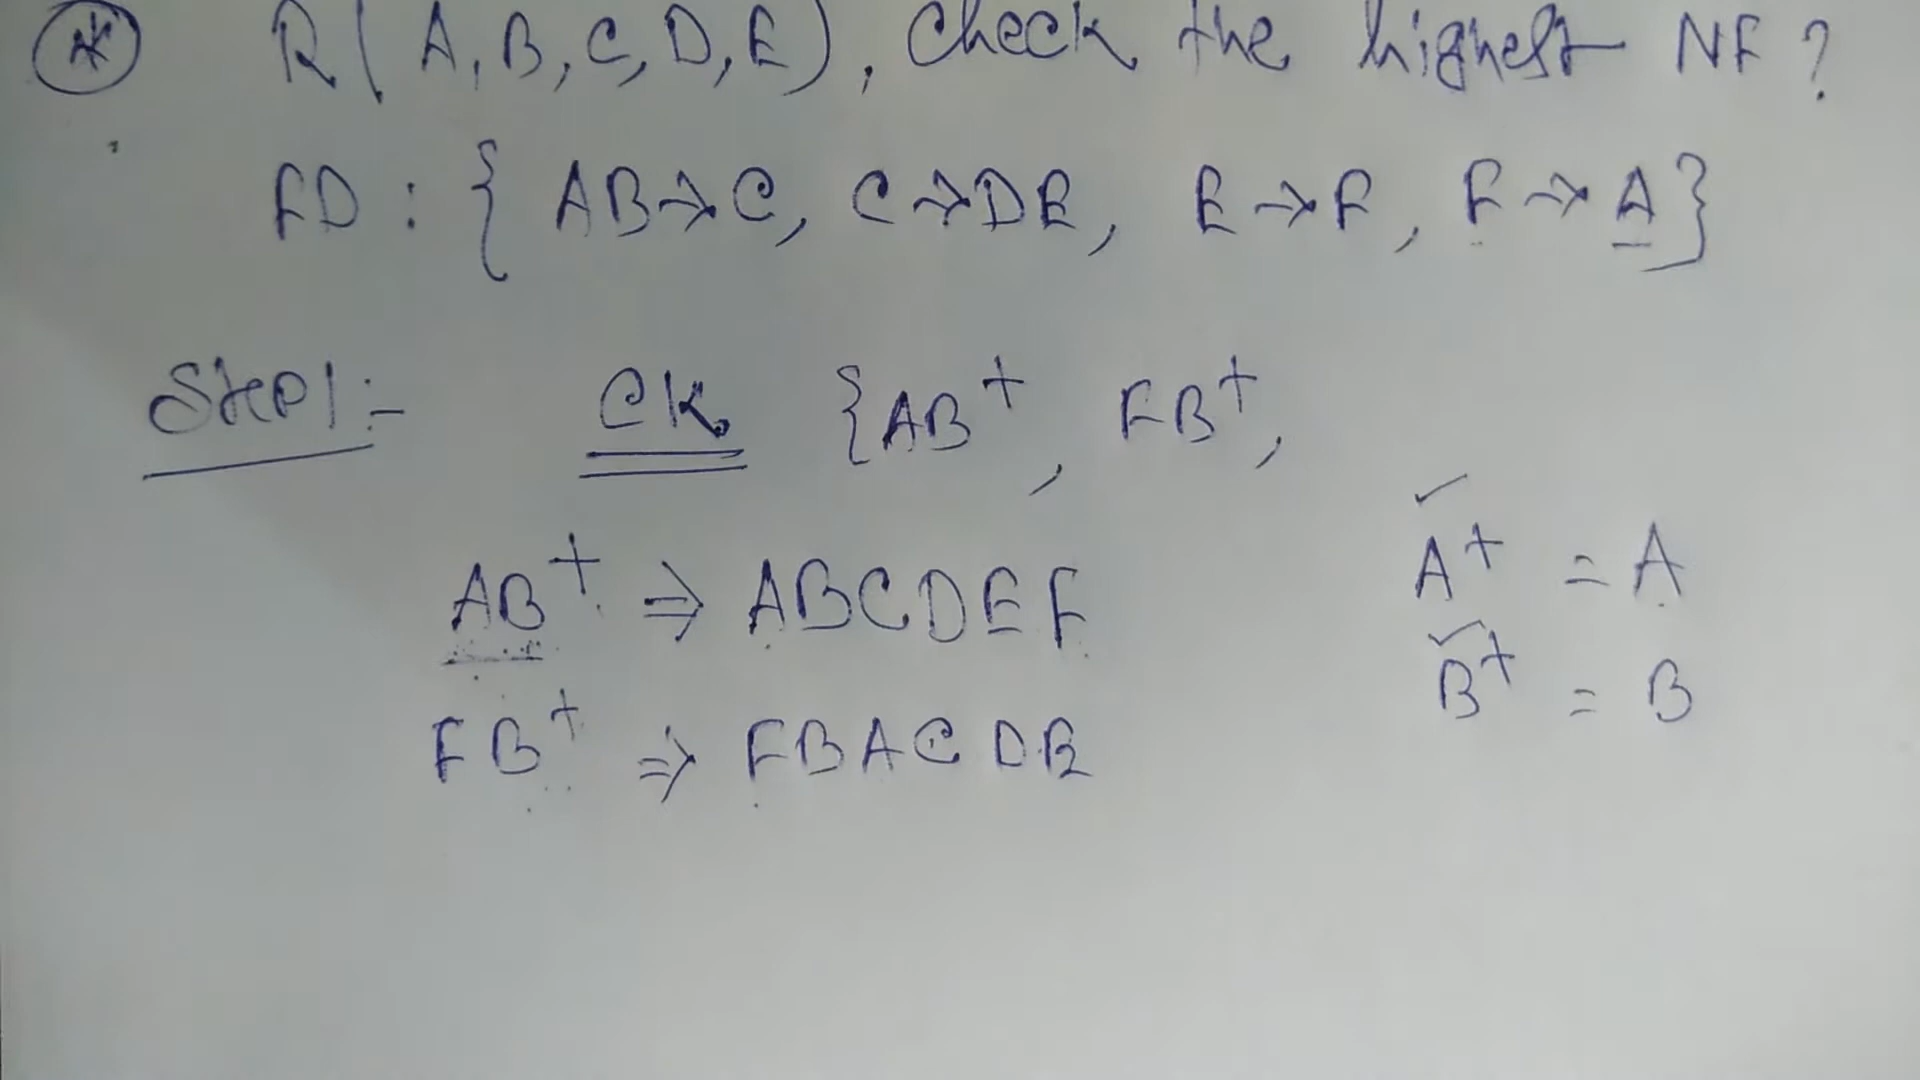 * R(A,B,C,D,E), Check the highest NF?
FD: { AB→C, C→DE, E→F, F→A}
Step1:- CK {AB+, FB+,
AB+ ⇒ ABCDEF
FB+ ⇒ FBACDE
✓
A+ = A
✓
B+ = B